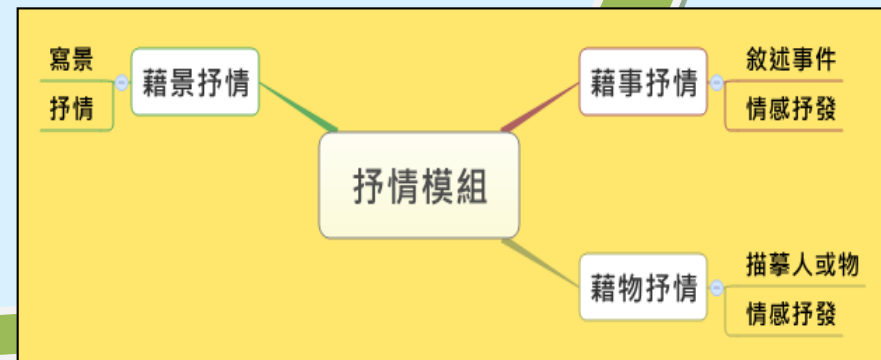 抒情模組
藉景抒情
寫景
抒情
藉事抒情
敘述事件
情感抒發
藉物抒情
描摹人或物
情感抒發